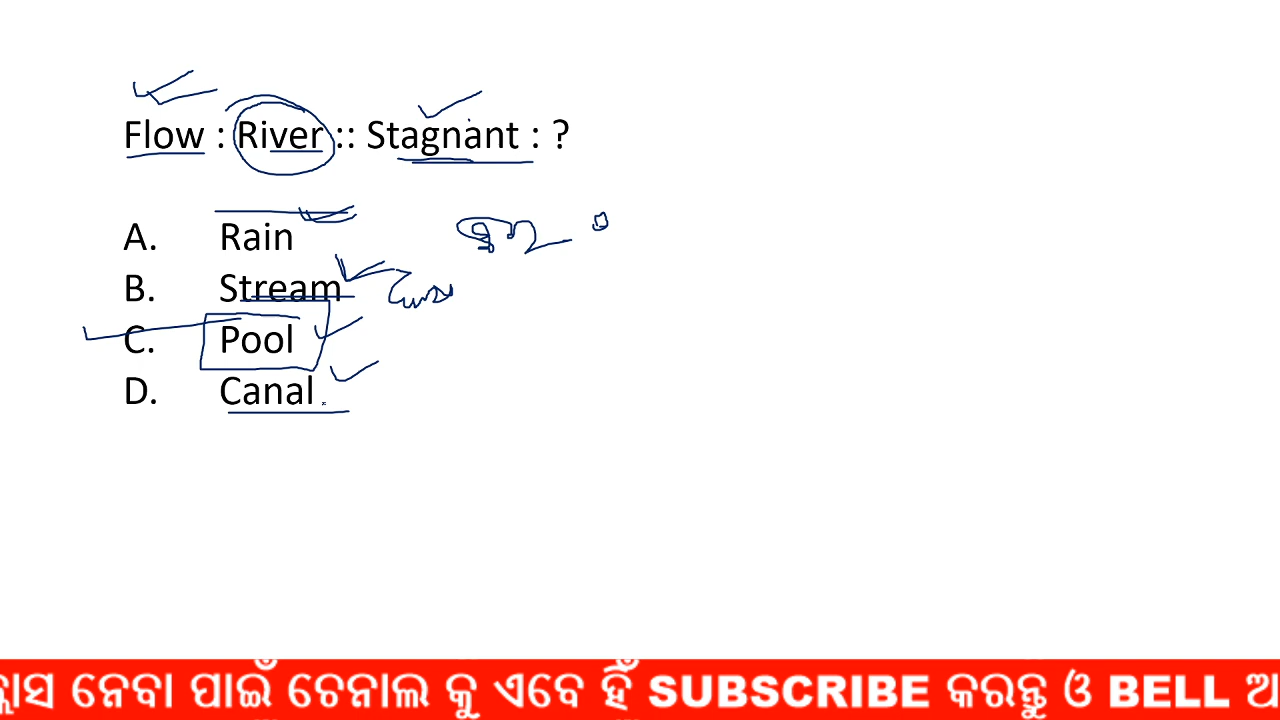 Flow : River :: Stagnant : ?
A. Rain
B. Stream
C. Pool
D. Canal
ନେବା ପାଇଁ ଚେନାଲ କୁ ଏବେ ହିଁ SUBSCRIBE କରନ୍ତୁ ଓ BELL